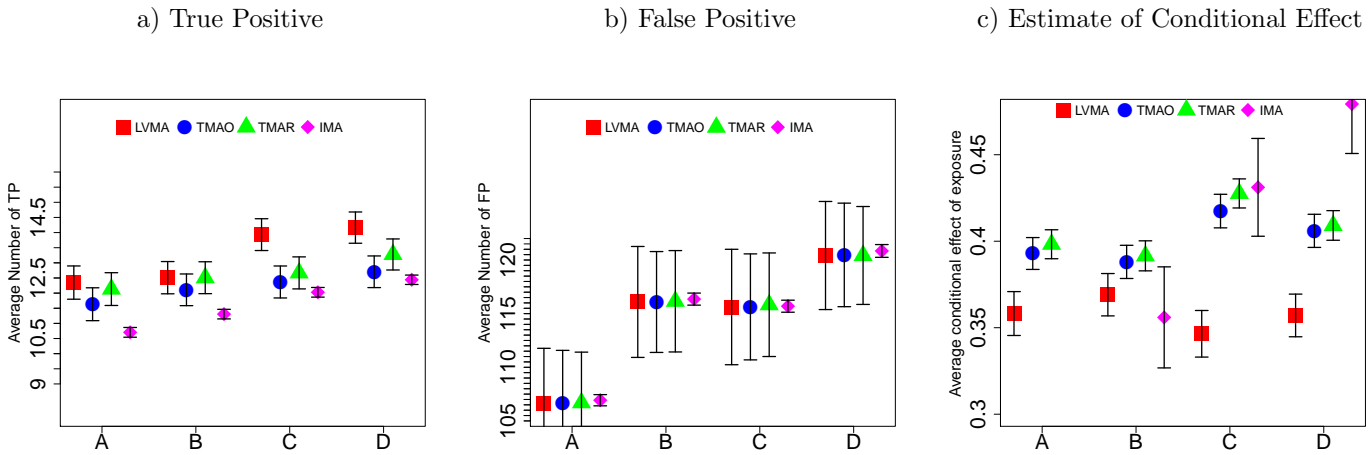 a) True Positive
b) False Positive
c) Estimate of Conditional Effect
LVMA TMAO TMAR IMA
Average Number of TP
14.5
12.5
10.5
9
A B C D
LVMA TMAO TMAR IMA
Average Number of FP
120
115
110
105
A B C D
LVMA TMAO TMAR IMA
Average conditional effect of exposure
0.45
0.4
0.35
0.3
A B C D